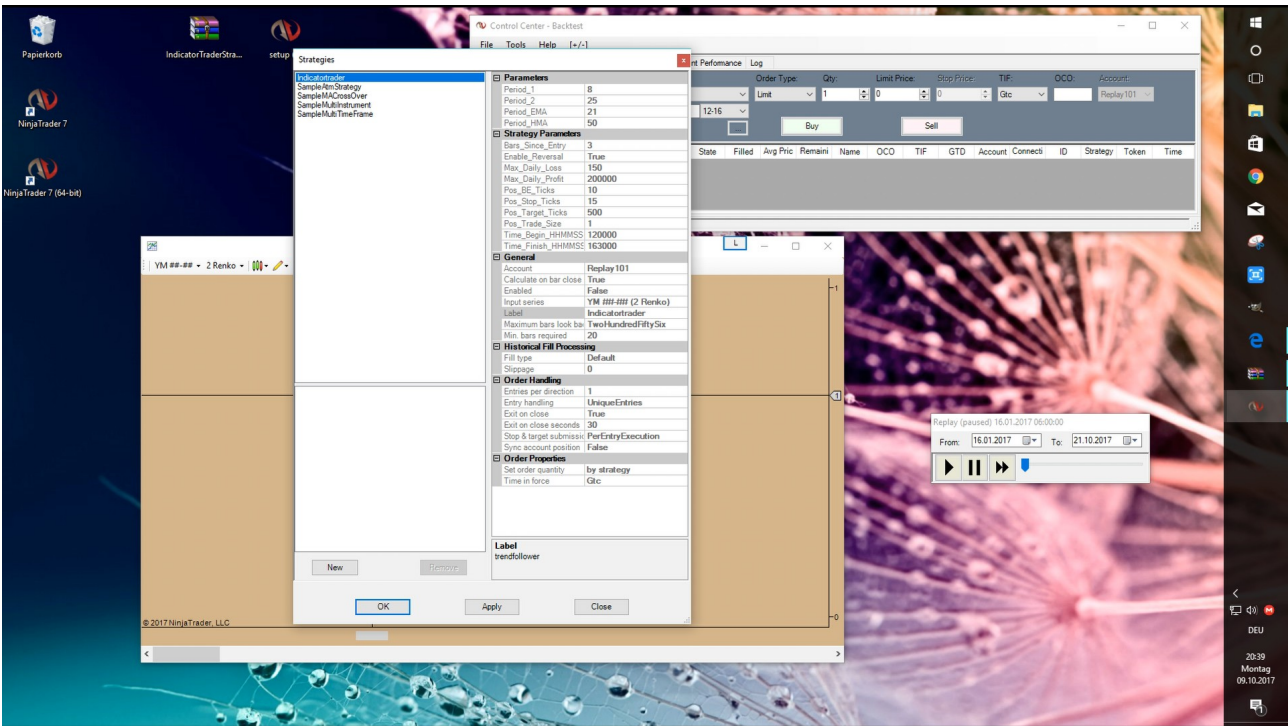 Papierkorb
IndicatorTraderStra...
setup
NinjaTrader 7
NinjaTrader 7 (64-bit)
Control Center - Backtest
File Tools Help [+/-]
nt Perfomance Log
Order Type: Qty: Limit Price: Stop Price: TIF: OCO: Account:
Limit 1 0 0 Gtc Replay101
12-16
... Buy Sell
State Filled Avg Pric Remaini Name OCO TIF GTD Account Connecti ID Strategy Token Time
Strategies
Indicatortrader
SampleAtmStrategy
SampleMACrossOver
SampleMultiInstrument
SampleMultiTimeFrame
Parameters
Period_1 8
Period_2 25
Period_EMA 21
Period_HMA 50
Strategy Parameters
Bars_Since_Entry 3
Enable_Reversal True
Max_Daily_Loss 150
Max_Daily_Profit 200000
Pos_BE_Ticks 10
Pos_Stop_Ticks 15
Pos_Target_Ticks 500
Pos_Trade_Size 1
Time_Begin_HHMMSS 120000
Time_Finish_HHMMSS 163000
General
Account Replay101
Calculate on bar close True
Enabled False
Input series YM ##-## (2 Renko)
Label Indicatortrader
Maximum bars look ba TwoHundredFiftySix
Min. bars required 20
Historical Fill Processing
Fill type Default
Slippage 0
Order Handling
Entries per direction 1
Entry handling UniqueEntries
Exit on close True
Exit on close seconds 30
Stop & target submissic PerEntryExecution
Sync account position False
Order Properties
Set order quantity by strategy
Time in force Gtc
Label
trendfollower
New Remove
OK Apply Close
YM ##-## 2 Renko
L
1
1
0
© 2017 NinjaTrader, LLC
Replay (paused) 16.01.2017 06:00:00
From: 16.01.2017 To: 21.10.2017
DEU
20:39
Montag
09.10.2017